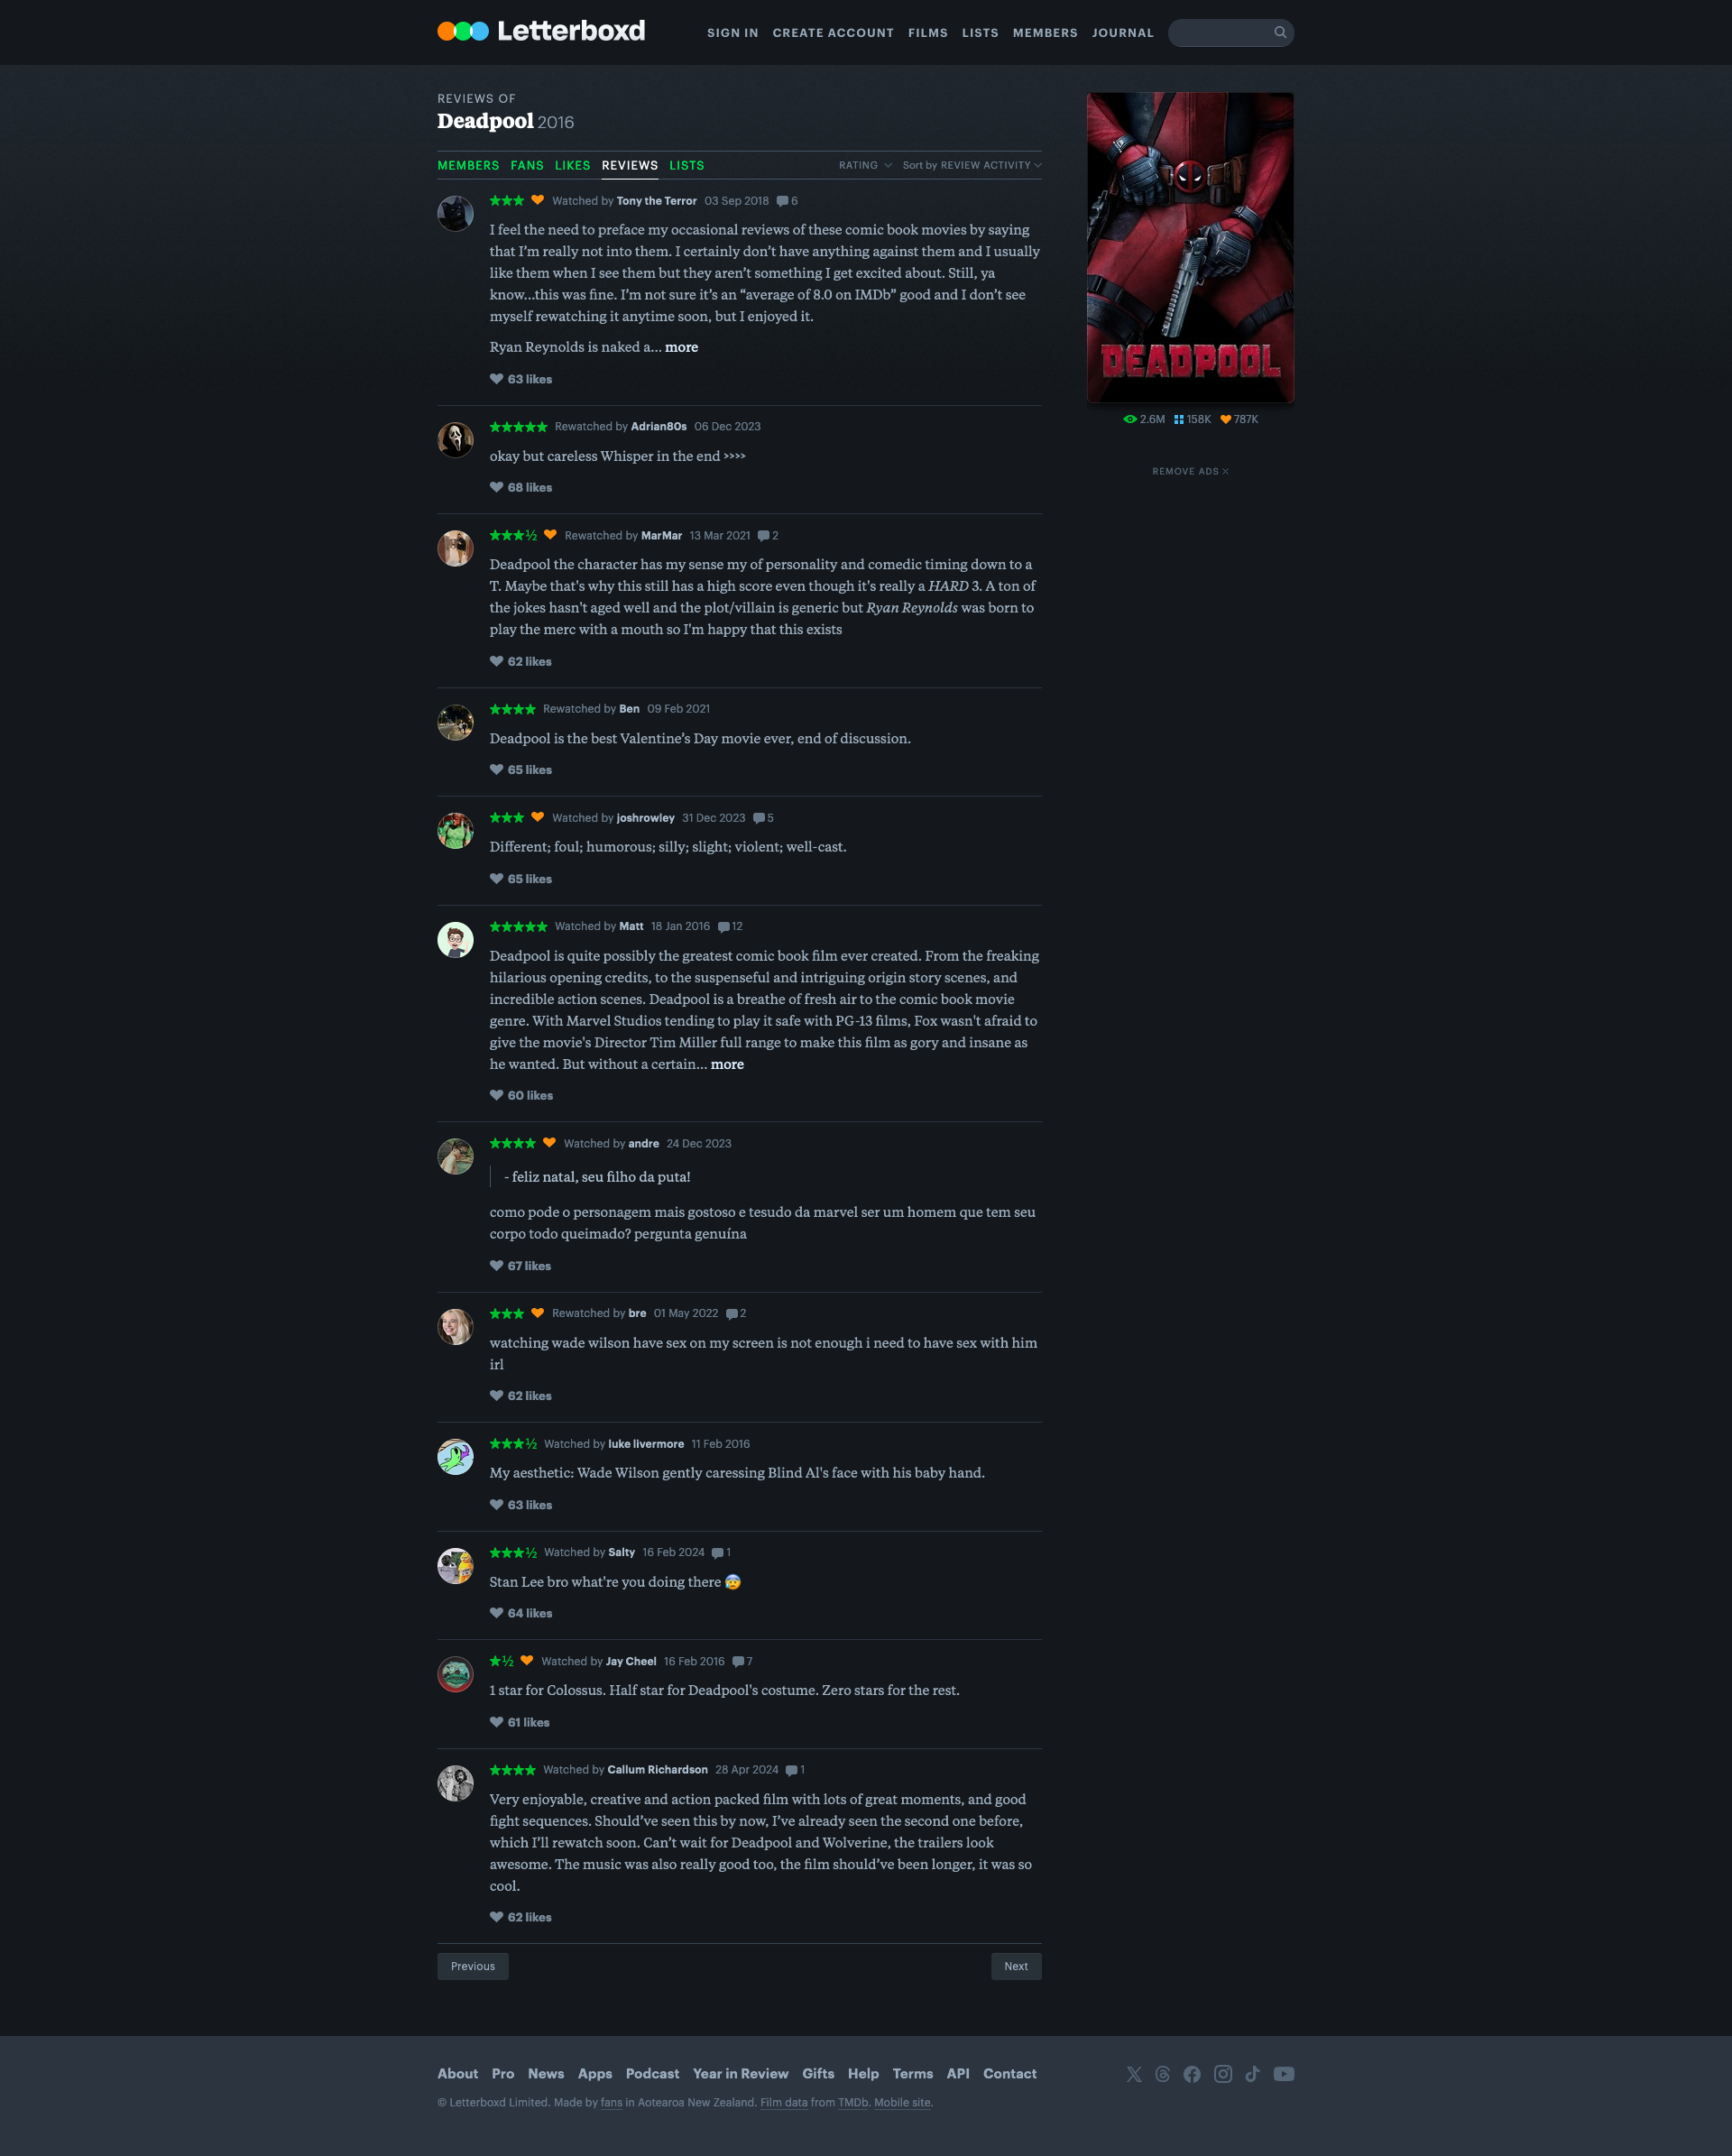 Letterboxd
SIGN IN CREATE ACCOUNT FILMS LISTS MEMBERS JOURNAL
REVIEWS OF
Deadpool 2016
MEMBERS FANS LIKES REVIEWS LISTS
RATING Sort by REVIEW ACTIVITY
★★★ Watched by Tony the Terror 03 Sep 2018 6
I feel the need to preface my occasional reviews of these comic book movies by saying
that I’m really not into them. I certainly don’t have anything against them and I usually
like them when I see them but they aren’t something I get excited about. Still, ya
know...this was fine. I’m not sure it’s an “average of 8.0 on IMDb” good and I don’t see
myself rewatching it anytime soon, but I enjoyed it.
Ryan Reynolds is naked a… more
63 likes
★★★★★ Rewatched by Adrian80s 06 Dec 2023
okay but careless Whisper in the end >>>>
68 likes
★★★½ Rewatched by MarMar 13 Mar 2021 2
Deadpool the character has my sense my of personality and comedic timing down to a
T. Maybe that's why this still has a high score even though it's really a HARD 3. A ton of
the jokes hasn't aged well and the plot/villain is generic but Ryan Reynolds was born to
play the merc with a mouth so I'm happy that this exists
62 likes
★★★★ Rewatched by Ben 09 Feb 2021
Deadpool is the best Valentine’s Day movie ever, end of discussion.
65 likes
★★★ Watched by joshrowley 31 Dec 2023 5
Different; foul; humorous; silly; slight; violent; well-cast.
65 likes
★★★★★ Watched by Matt 18 Jan 2016 12
Deadpool is quite possibly the greatest comic book film ever created. From the freaking
hilarious opening credits, to the suspenseful and intriguing origin story scenes, and
incredible action scenes. Deadpool is a breathe of fresh air to the comic book movie
genre. With Marvel Studios tending to play it safe with PG-13 films, Fox wasn't afraid to
give the movie's Director Tim Miller full range to make this film as gory and insane as
he wanted. But without a certain… more
60 likes
★★★★ Watched by andre 24 Dec 2023
- feliz natal, seu filho da puta!
como pode o personagem mais gostoso e tesudo da marvel ser um homem que tem seu
corpo todo queimado? pergunta genuína
67 likes
★★★ Rewatched by bre 01 May 2022 2
watching wade wilson have sex on my screen is not enough i need to have sex with him
irl
62 likes
★★★½ Watched by luke livermore 11 Feb 2016
My aesthetic: Wade Wilson gently caressing Blind Al's face with his baby hand.
63 likes
★★★½ Watched by Salty 16 Feb 2024 1
Stan Lee bro what're you doing there 😰
64 likes
★½ Watched by Jay Cheel 16 Feb 2016 7
1 star for Colossus. Half star for Deadpool's costume. Zero stars for the rest.
61 likes
★★★★ Watched by Callum Richardson 28 Apr 2024 1
Very enjoyable, creative and action packed film with lots of great moments, and good
fight sequences. Should’ve seen this by now, I’ve already seen the second one before,
which I’ll rewatch soon. Can’t wait for Deadpool and Wolverine, the trailers look
awesome. The music was also really good too, the film should’ve been longer, it was so
cool.
62 likes
Previous Next
DEADPOOL
2.6M 158K 787K
REMOVE ADS
About Pro News Apps Podcast Year in Review Gifts Help Terms API Contact
© Letterboxd Limited. Made by fans in Aotearoa New Zealand. Film data from TMDb. Mobile site.